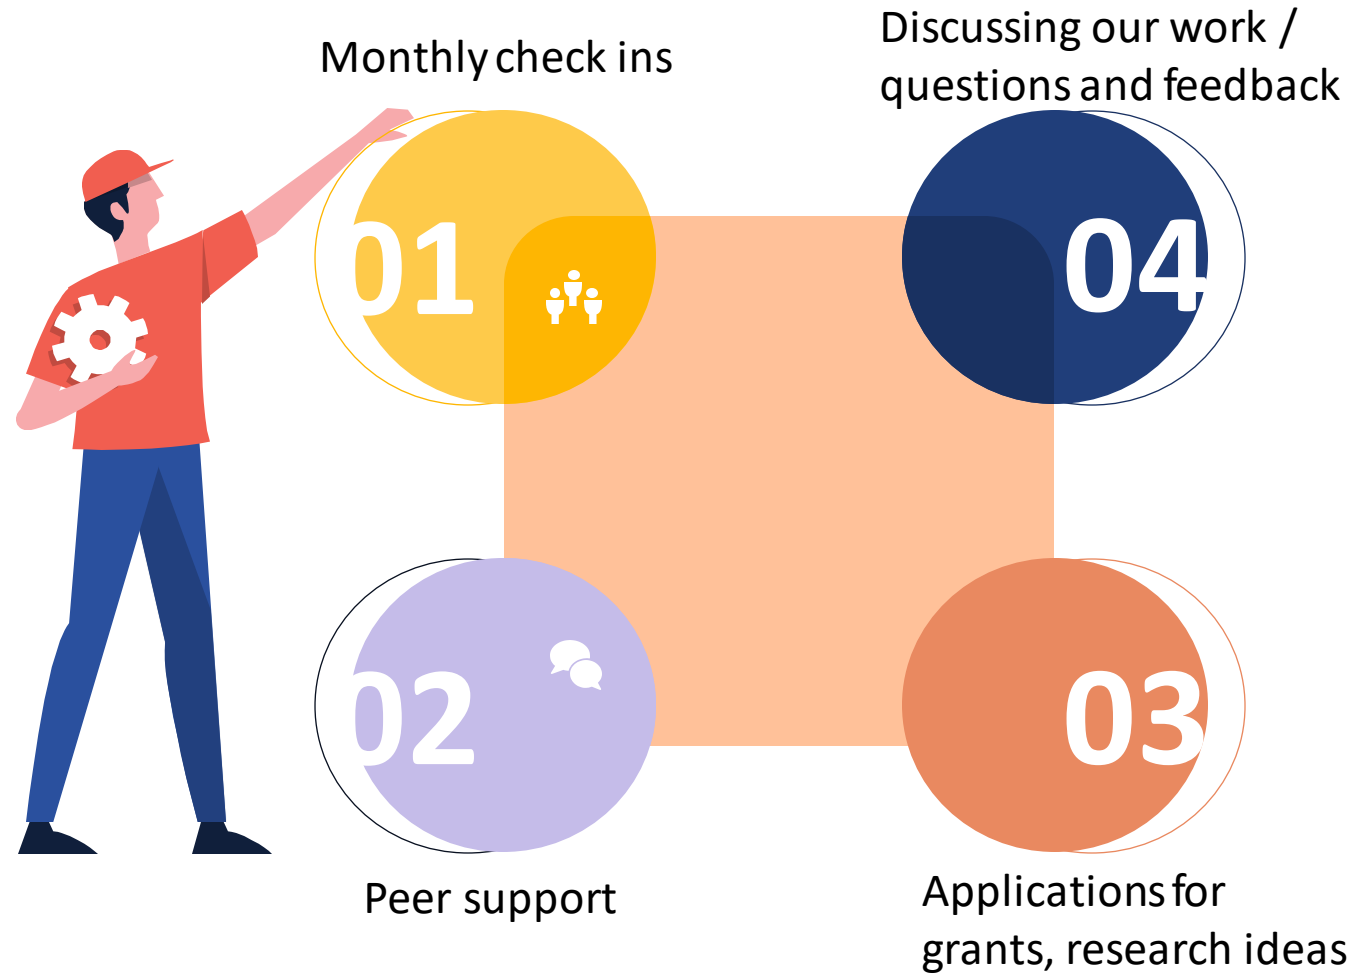 Monthly check ins
01
Discussing our work /
questions and feedback
04
02
Peer support
03
Applications for
grants, research ideas